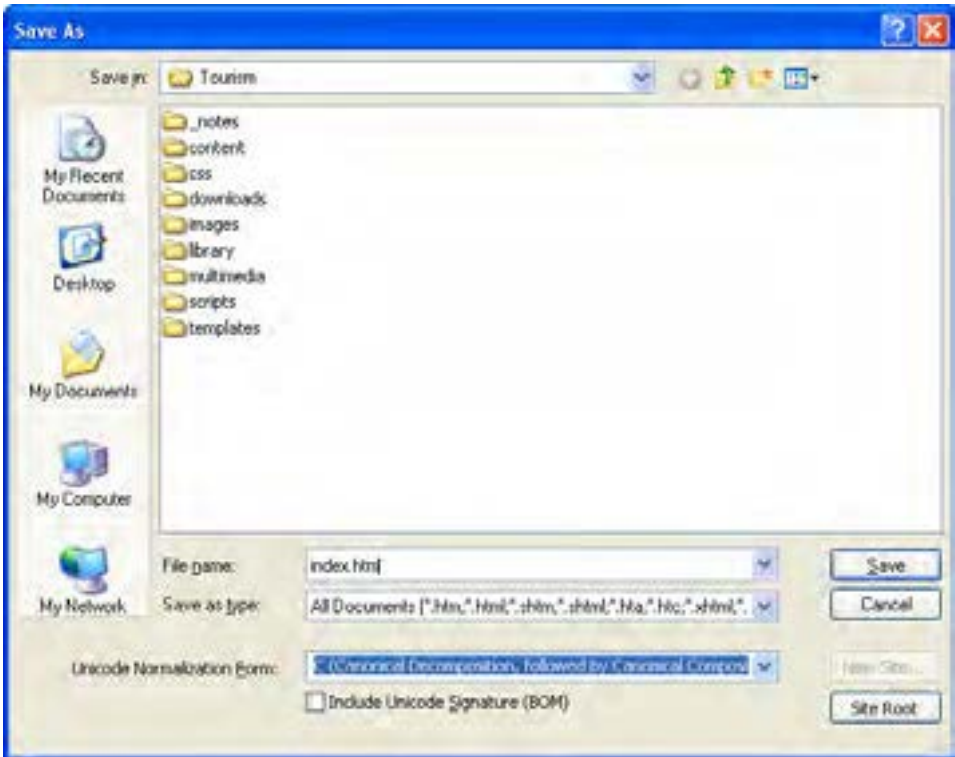 Save As
Save in: Tourism
_notes
content
css
downloads
images
library
multimedia
scripts
templates
My Recent
Documents
Desktop
My Documents
My Computer
My Network
File name: index.html
Save
Save as type: All Documents (*.htm;*.html;*.shtm;*.shtml;*.hta;*.htc;*.xhtml;*.
Cancel
Unicode Normalization Form: C (Canonical Decomposition, followed by Canonical Compos
New Site...
Include Unicode Signature (BOM)
Site Root